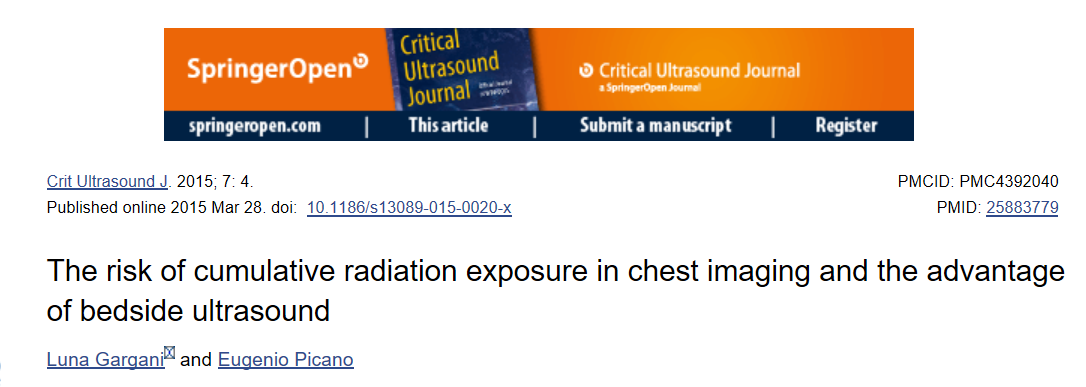 SpringerOpen
Critical
Ultrasound
Journal
Critical Ultrasound Journal
a SpringerOpen Journal
springeropen.com | This article | Submit a manuscript | Register
Crit Ultrasound J. 2015; 7: 4. PMCID: PMC4392040
Published online 2015 Mar 28. doi: 10.1186/s13089-015-0020-x PMID: 25883779
The risk of cumulative radiation exposure in chest imaging and the advantage
of bedside ultrasound
Luna Gargani and Eugenio Picano